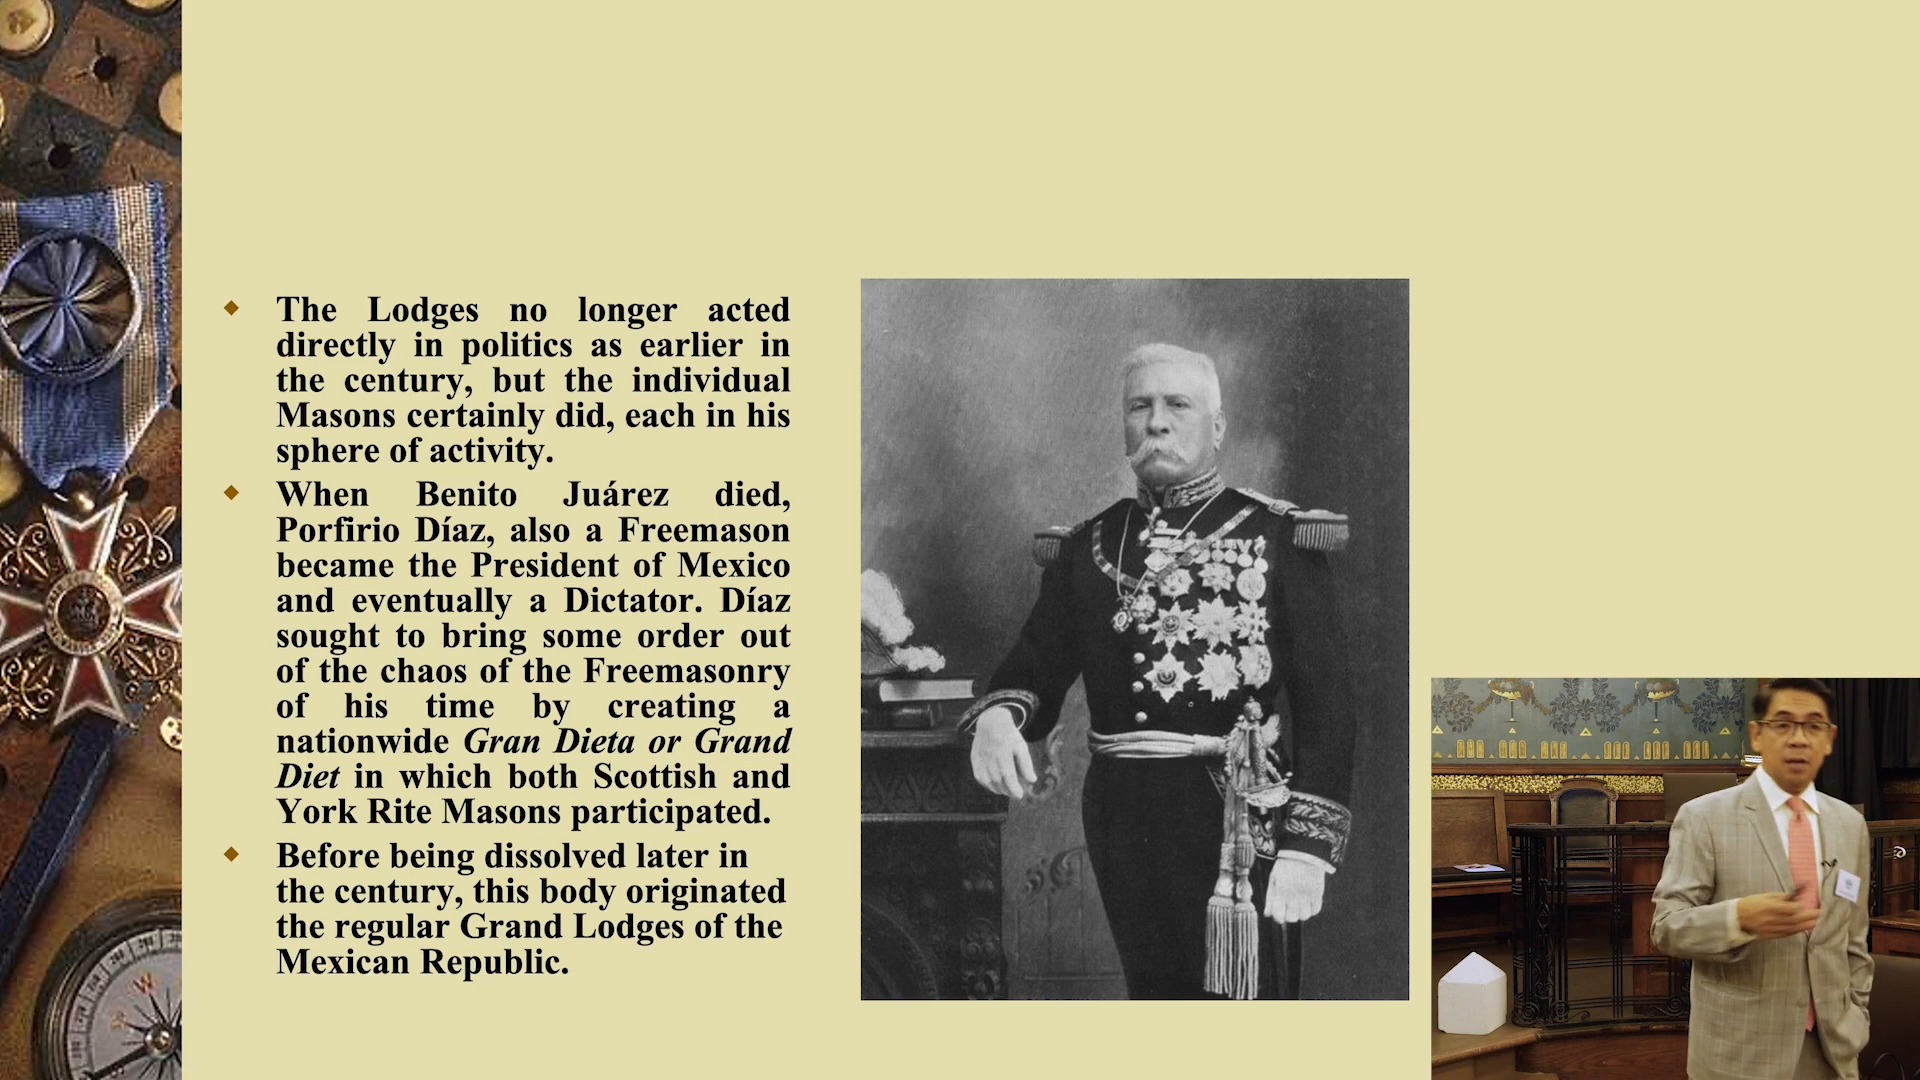 The Lodges no longer acted
directly in politics as earlier in
the century, but the individual
Masons certainly did, each in his
sphere of activity.
When Benito Juárez died,
Porfirio Díaz, also a Freemason
became the President of Mexico
and eventually a Dictator. Díaz
sought to bring some order out
of the chaos of the Freemasonry
of his time by creating a
nationwide Gran Dieta or Grand
Diet in which both Scottish and
York Rite Masons participated.
Before being dissolved later in
the century, this body originated
the regular Grand Lodges of the
Mexican Republic.